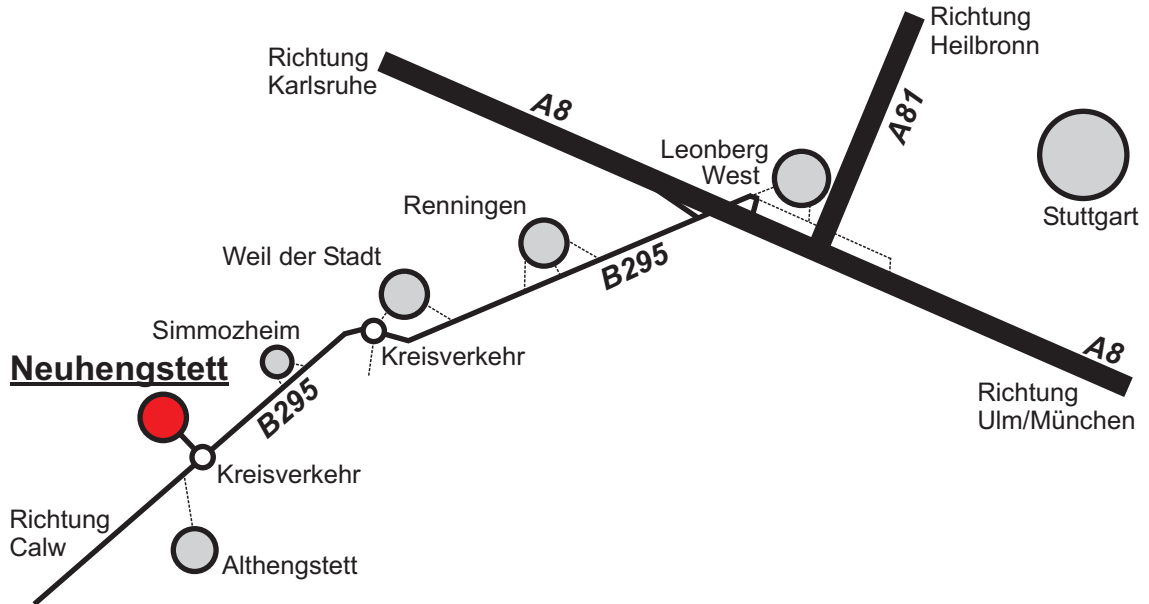 Richtung
Heilbronn
Richtung
Karlsruhe
A8
A81
Leonberg
West
Renningen
Stuttgart
Weil der Stadt
B295
Simmozheim
Kreisverkehr
A8
Neuhengstett
B295
Richtung
Ulm/München
Kreisverkehr
Richtung
Calw
Althengstett